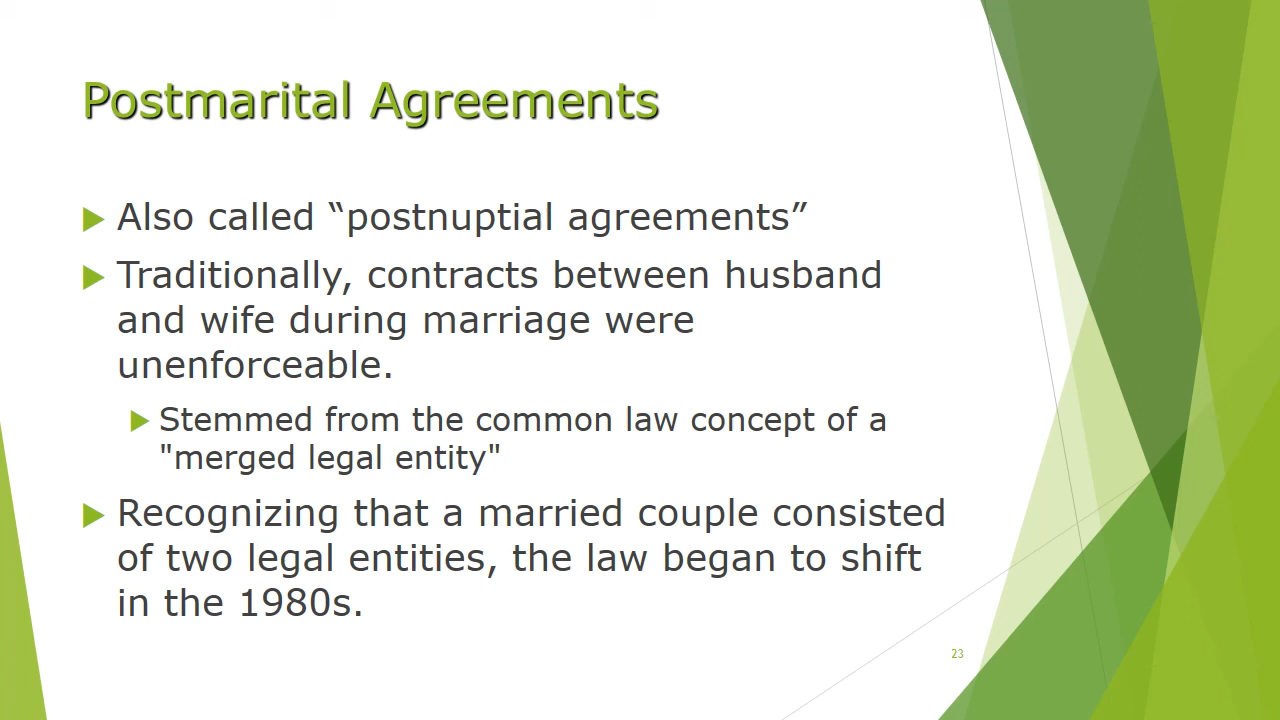 Postmarital Agreements
Also called “postnuptial agreements”
Traditionally, contracts between husband
and wife during marriage were
unenforceable.
Stemmed from the common law concept of a
"merged legal entity"
Recognizing that a married couple consisted
of two legal entities, the law began to shift
in the 1980s.
23